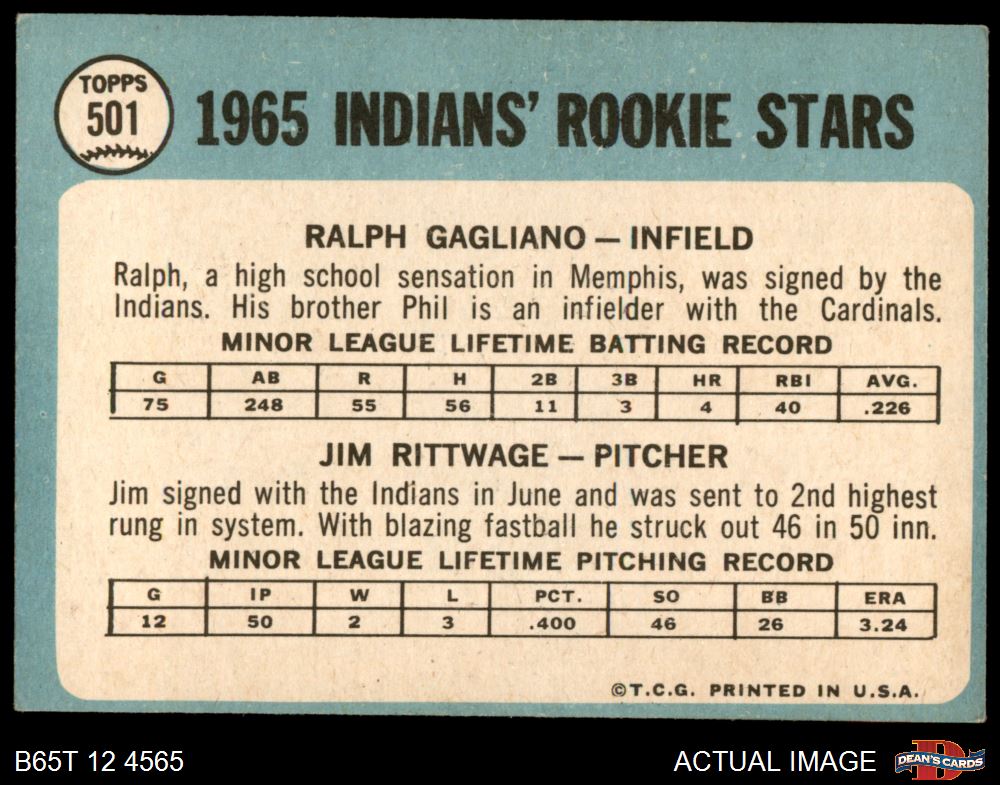 TOPPS
501
1965 INDIANS' ROOKIE STARS
RALPH GAGLIANO — INFIELD
Ralph, a high school sensation in Memphis, was signed by the
Indians. His brother Phil is an infielder with the Cardinals.
MINOR LEAGUE LIFETIME BATTING RECORD
G AB R H 2B 3B HR RBI AVG.
75 248 55 56 11 3 4 40 .226
JIM RITTWAGE — PITCHER
Jim signed with the Indians in June and was sent to 2nd highest
rung in system. With blazing fastball he struck out 46 in 50 inn.
MINOR LEAGUE LIFETIME PITCHING RECORD
G IP W L PCT. SO BB ERA
12 50 2 3 .400 46 26 3.24
©T.C.G. PRINTED IN U.S.A.
B65T 12 4565
ACTUAL IMAGE
D
DEAN'S CARDS